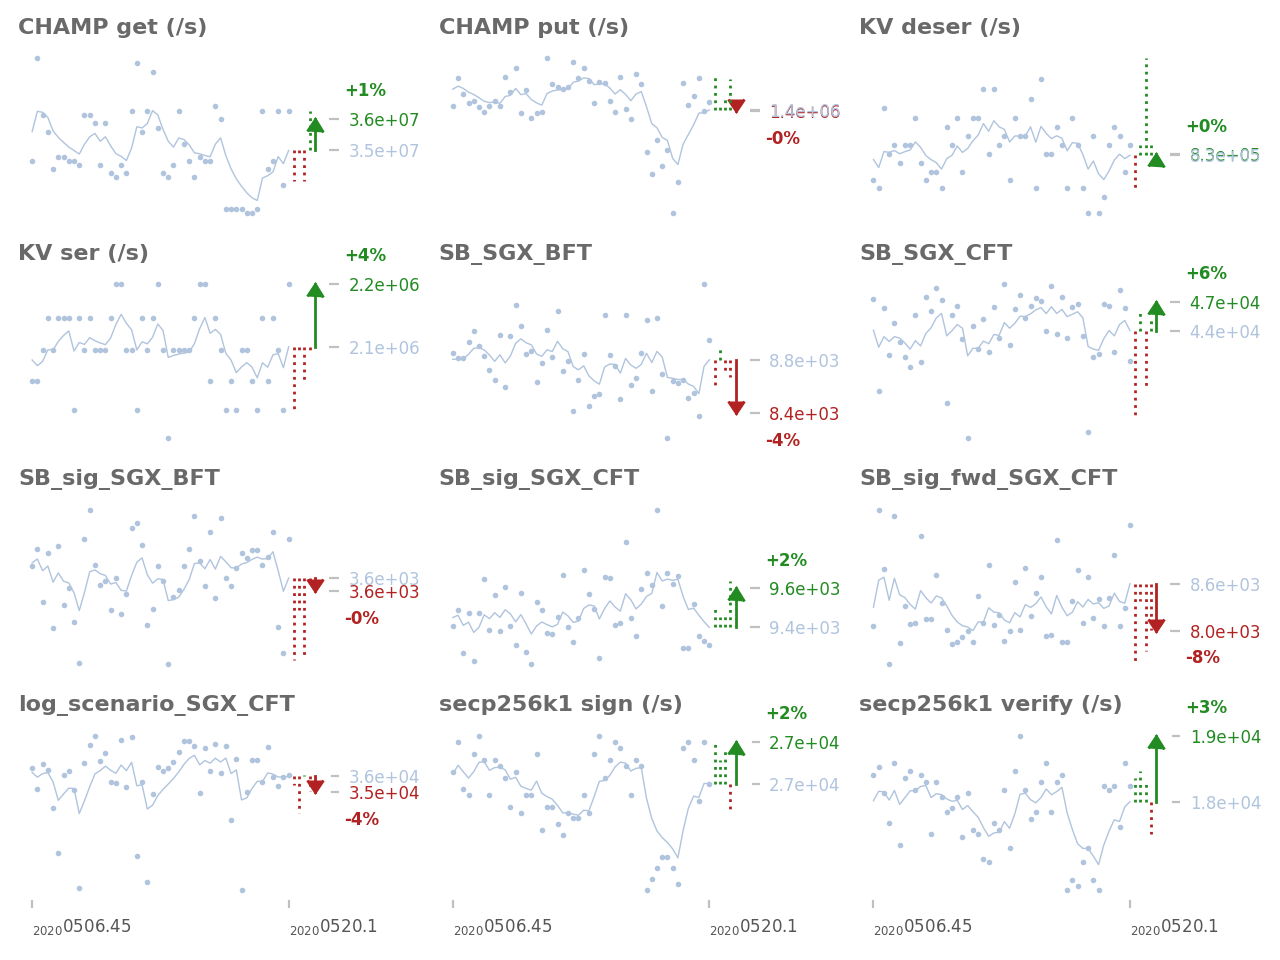 CHAMP get (/s)
+1%
3.6e+07
3.5e+07
CHAMP put (/s)
1.4e+06
-0%
KV deser (/s)
+0%
8.3e+05
KV ser (/s)
+4%
2.2e+06
2.1e+06
SB_SGX_BFT
8.8e+03
8.4e+03
-4%
SB_SGX_CFT
+6%
4.7e+04
4.4e+04
SB_sig_SGX_BFT
3.6e+03
3.6e+03
-0%
SB_sig_SGX_CFT
+2%
9.6e+03
9.4e+03
SB_sig_fwd_SGX_CFT
8.6e+03
8.0e+03
-8%
log_scenario_SGX_CFT
3.6e+04
3.5e+04
-4%
secp256k1 sign (/s)
+2%
2.7e+04
2.7e+04
secp256k1 verify (/s)
+3%
1.9e+04
1.8e+04
20200506.45 20200520.1 20200506.45 20200520.1 20200506.45 20200520.1